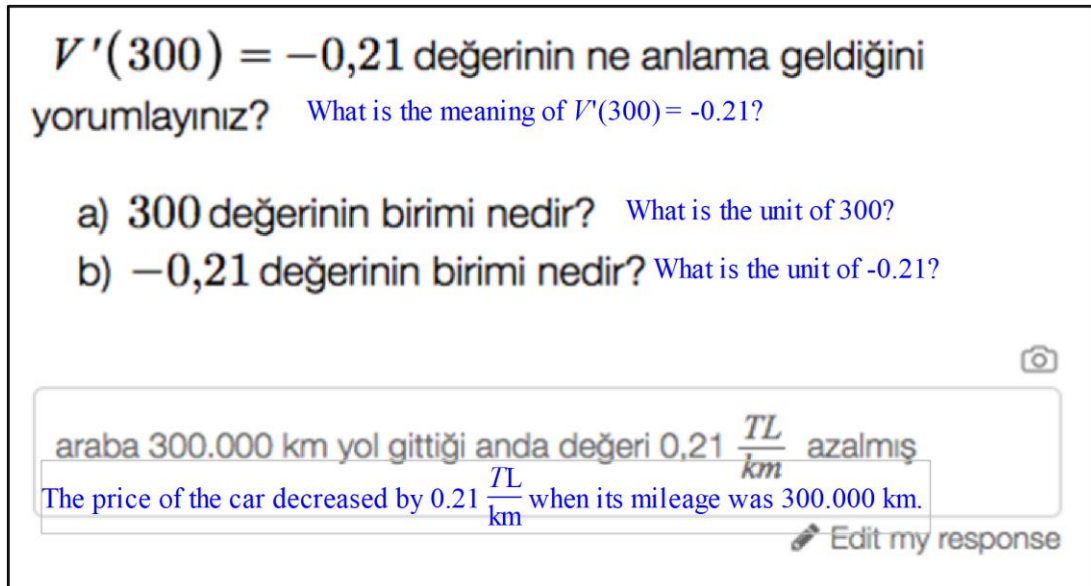 V'(300) = −0,21 değerinin ne anlama geldiğini
yorumlayınız? What is the meaning of V'(300) = -0.21?
a) 300 değerinin birimi nedir? What is the unit of 300?
b) −0,21 değerinin birimi nedir? What is the unit of -0.21?
araba 300.000 km yol gittiği anda değeri 0,21 TL/km azalmış
The price of the car decreased by 0.21 TL/km when its mileage was 300.000 km.
Edit my response